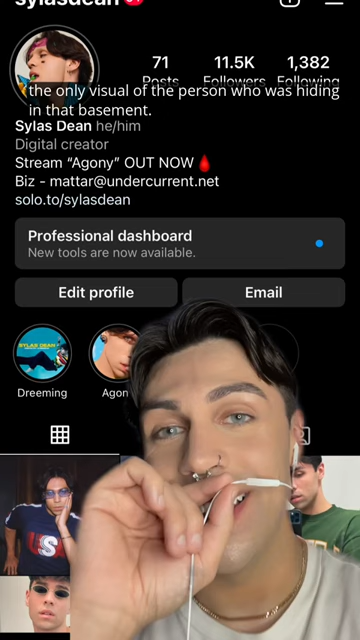 sylasdean
71 11.5K 1,382
Posts Followers Following
the only visual of the person who was hiding
in that basement.
Sylas Dean he/him
Digital creator
Stream “Agony” OUT NOW 🩸
Biz - mattar@undercurrent.net
solo.to/sylasdean
Professional dashboard
New tools are now available.
Edit profile Email
Dreeming Agon